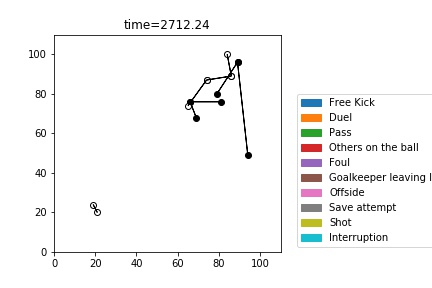 time=2712.24
100
80
60
40
20
0
0 20 40 60 80 100
Free Kick
Duel
Pass
Others on the ball
Foul
Goalkeeper leaving l
Offside
Save attempt
Shot
Interruption